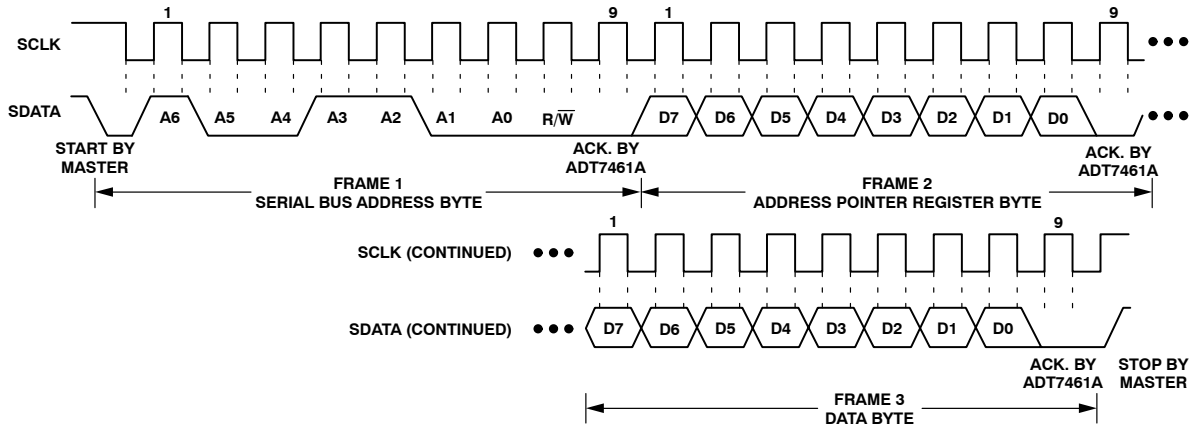 1 9 1 9
SCLK
SDATA A6 A5 A4 A3 A2 A1 A0 R/W̅ D7 D6 D5 D4 D3 D2 D1 D0
START BY
MASTER
ACK. BY
ADT7461A
ACK. BY
ADT7461A
FRAME 1
SERIAL BUS ADDRESS BYTE
FRAME 2
ADDRESS POINTER REGISTER BYTE
1 9
SCLK (CONTINUED)
SDATA (CONTINUED) D7 D6 D5 D4 D3 D2 D1 D0
ACK. BY
ADT7461A
STOP BY
MASTER
FRAME 3
DATA BYTE